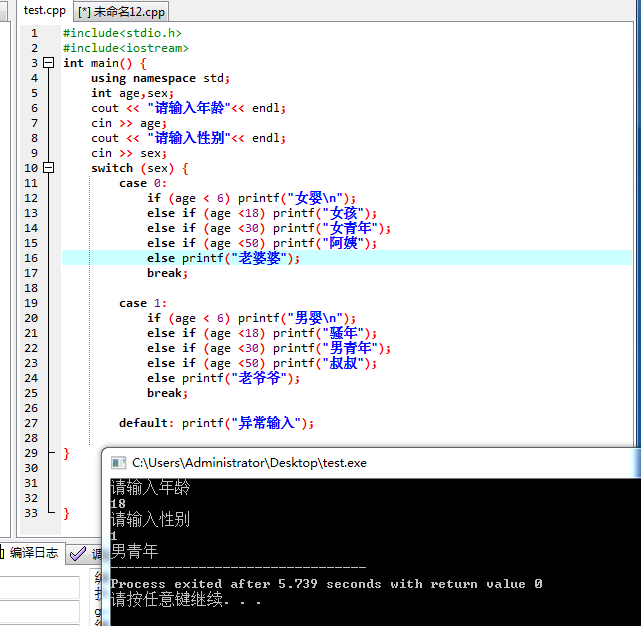 test.cpp [*] 未命名12.cpp
1 #include<stdio.h>
2 #include<iostream>
3 int main() {
4 using namespace std;
5 int age,sex;
6 cout << "请输入年龄"<< endl;
7 cin >> age;
8 cout << "请输入性别"<< endl;
9 cin >> sex;
10 switch (sex) {
11 case 0:
12 if (age < 6) printf("女婴\n");
13 else if (age <18) printf("女孩");
14 else if (age <30) printf("女青年");
15 else if (age <50) printf("阿姨");
16 else printf("老婆婆");
17 break;
18
19 case 1:
20 if (age < 6) printf("男婴\n");
21 else if (age <18) printf("骚年");
22 else if (age <30) printf("男青年");
23 else if (age <50) printf("叔叔");
24 else printf("老爷爷");
25 break;
26
27 default: printf("异常输入");
28
29 }
30
31
32
33 }
C:\Users\Administrator\Desktop\test.exe
请输入年龄
18
请输入性别
1
男青年
--------------------------------
Process exited after 5.739 seconds with return value 0
请按任意键继续. . .
编译日志